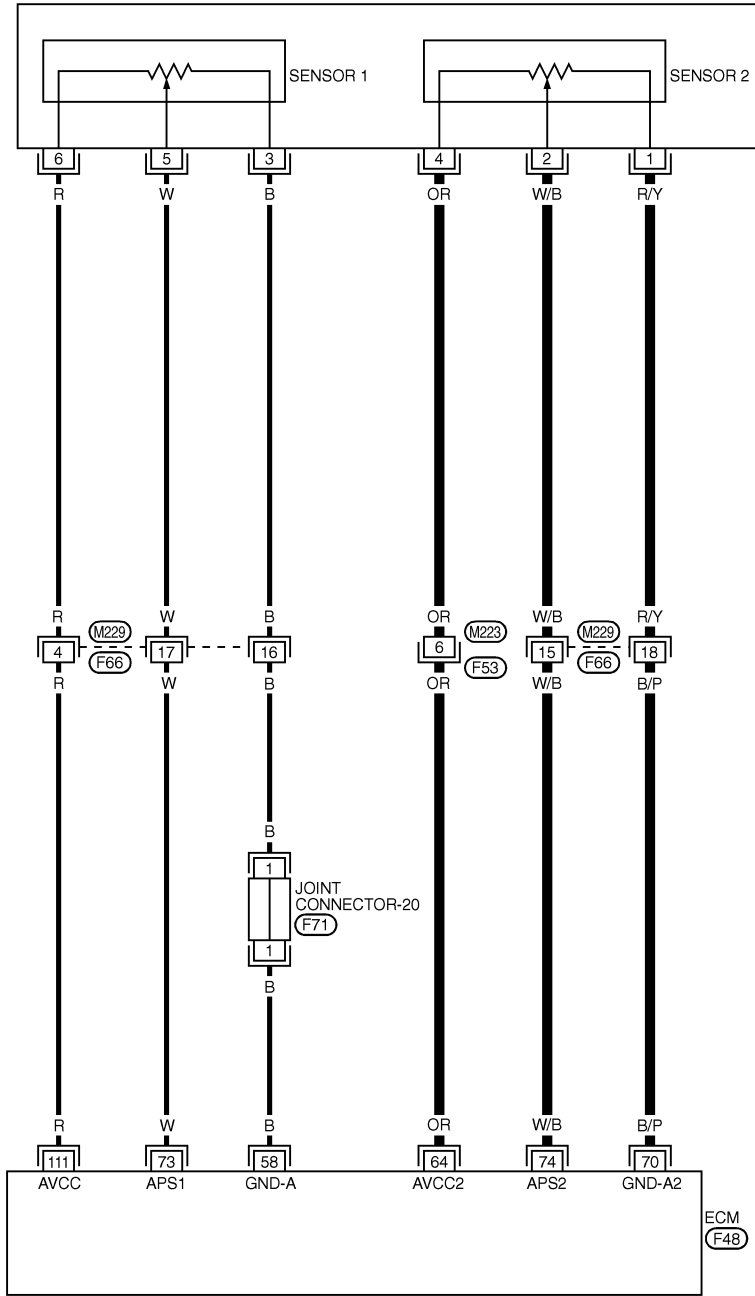 SENSOR 1 SENSOR 2
6 5 3 4 2 1
R W B OR W/B R/Y
R W B OR W/B R/Y
M229 M223 M229
4 17 16 6 15 18
F66 F53 F66
R W B OR W/B B/P
B
1
JOINT
CONNECTOR-20
F71
1
B
R W B OR W/B B/P
111 73 58 64 74 70
AVCC APS1 GND-A AVCC2 APS2 GND-A2
ECM
F48